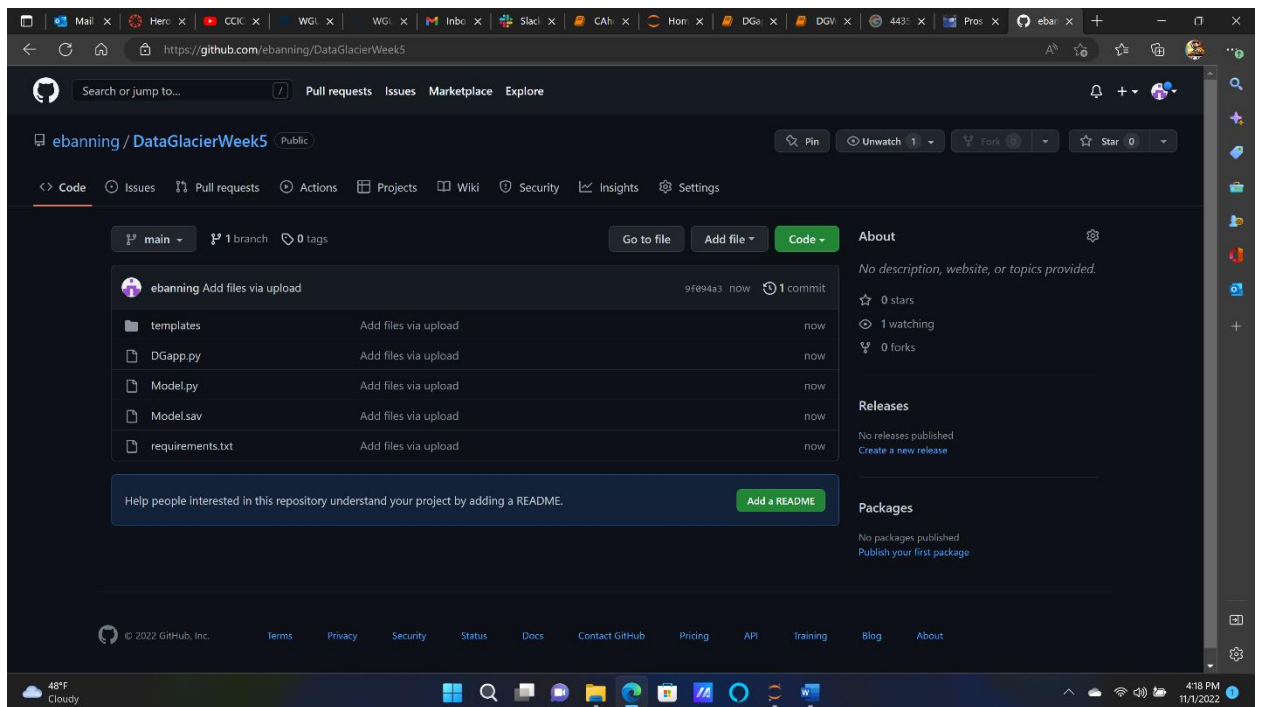 Mail Hero CCIC WGU WGU Inbo Slack CAho Hom DGap DGW 4435 Pros eban
https://github.com/ebanning/DataGlacierWeek5
Search or jump to... / Pull requests Issues Marketplace Explore
ebanning / DataGlacierWeek5 Public Pin Unwatch 1 Fork 0 Star 0
<> Code Issues Pull requests Actions Projects Wiki Security Insights Settings
main 1 branch 0 tags Go to file Add file Code
ebanning Add files via upload 9fe94a3 now 1 commit
templates Add files via upload now
DGapp.py Add files via upload now
Model.py Add files via upload now
Model.sav Add files via upload now
requirements.txt Add files via upload now
Help people interested in this repository understand your project by adding a README. Add a README
About
No description, website, or topics provided.
0 stars
1 watching
0 forks
Releases
No releases published
Create a new release
Packages
No packages published
Publish your first package
© 2022 GitHub, Inc. Terms Privacy Security Status Docs Contact GitHub Pricing API Training Blog About
48°F
Cloudy
4:18 PM
11/1/2022
1